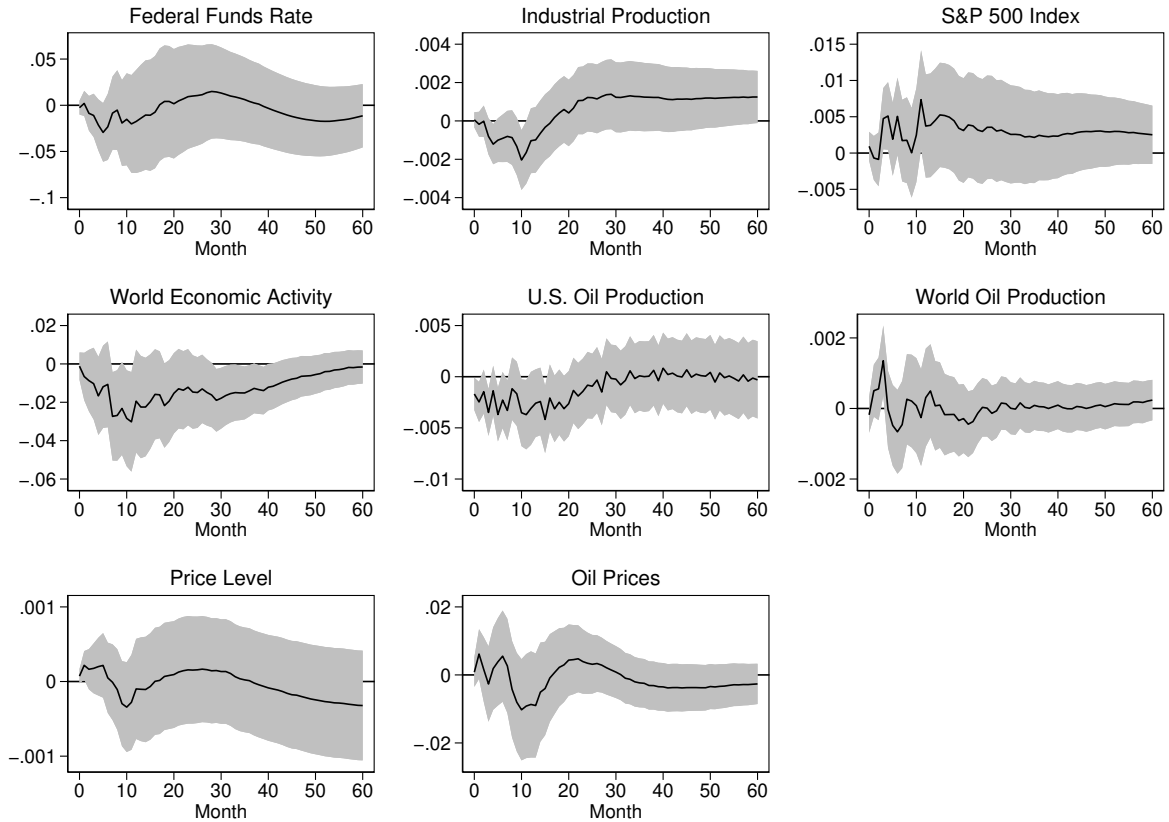 Federal Funds Rate
.05
0
−.05
−.1
0 10 20 30 40 50 60
Month
Industrial Production
.004
.002
0
−.002
−.004
0 10 20 30 40 50 60
Month
S&P 500 Index
.015
.01
.005
0
−.005
0 10 20 30 40 50 60
Month
World Economic Activity
.02
0
−.02
−.04
−.06
0 10 20 30 40 50 60
Month
U.S. Oil Production
.005
0
−.005
−.01
0 10 20 30 40 50 60
Month
World Oil Production
.002
0
−.002
0 10 20 30 40 50 60
Month
Price Level
.001
0
−.001
0 10 20 30 40 50 60
Month
Oil Prices
.02
0
−.02
0 10 20 30 40 50 60
Month